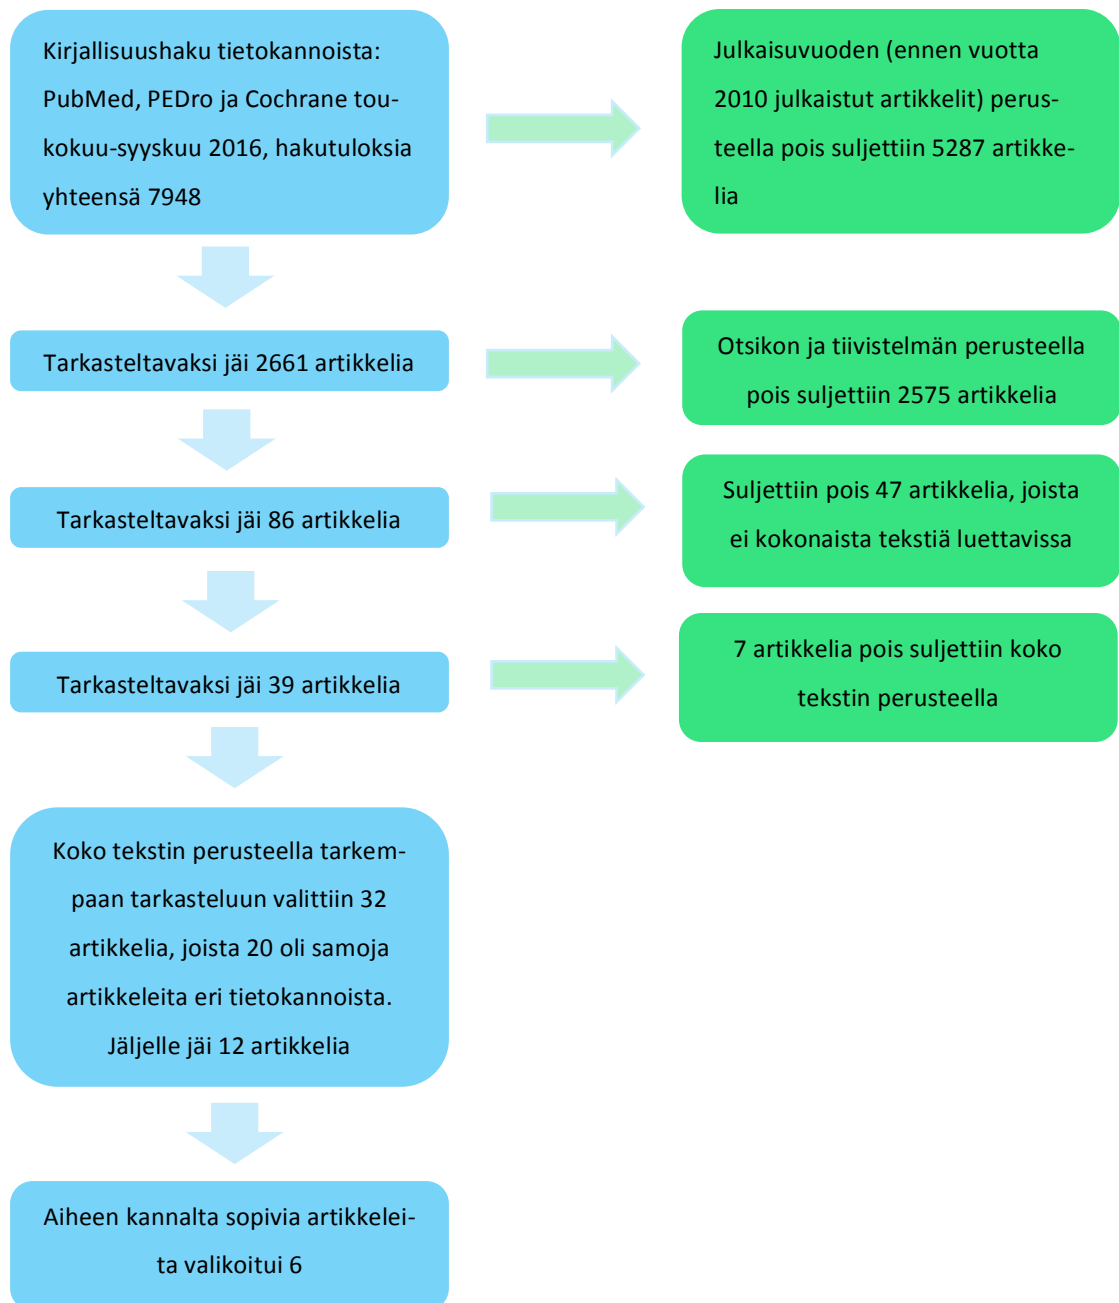 Kirjallisuushaku tietokannoista:
PubMed, PEDro ja Cochrane tou-
kokuu-syyskuu 2016, hakutuloksia
yhteensä 7948
Julkaisuvuoden (ennen vuotta
2010 julkaistut artikkelit) perus-
teella pois suljettiin 5287 artikke-
lia
Tarkasteltavaksi jäi 2661 artikkelia
Otsikon ja tiivistelmän perusteella
pois suljettiin 2575 artikkelia
Tarkasteltavaksi jäi 86 artikkelia
Suljettiin pois 47 artikkelia, joista
ei kokonaista tekstiä luettavissa
Tarkasteltavaksi jäi 39 artikkelia
7 artikkelia pois suljettiin koko
tekstin perusteella
Koko tekstin perusteella tarkem-
paan tarkasteluun valittiin 32
artikkelia, joista 20 oli samoja
artikkeleita eri tietokannoista.
Jäljelle jäi 12 artikkelia
Aiheen kannalta sopivia artikkelei-
ta valikoitui 6